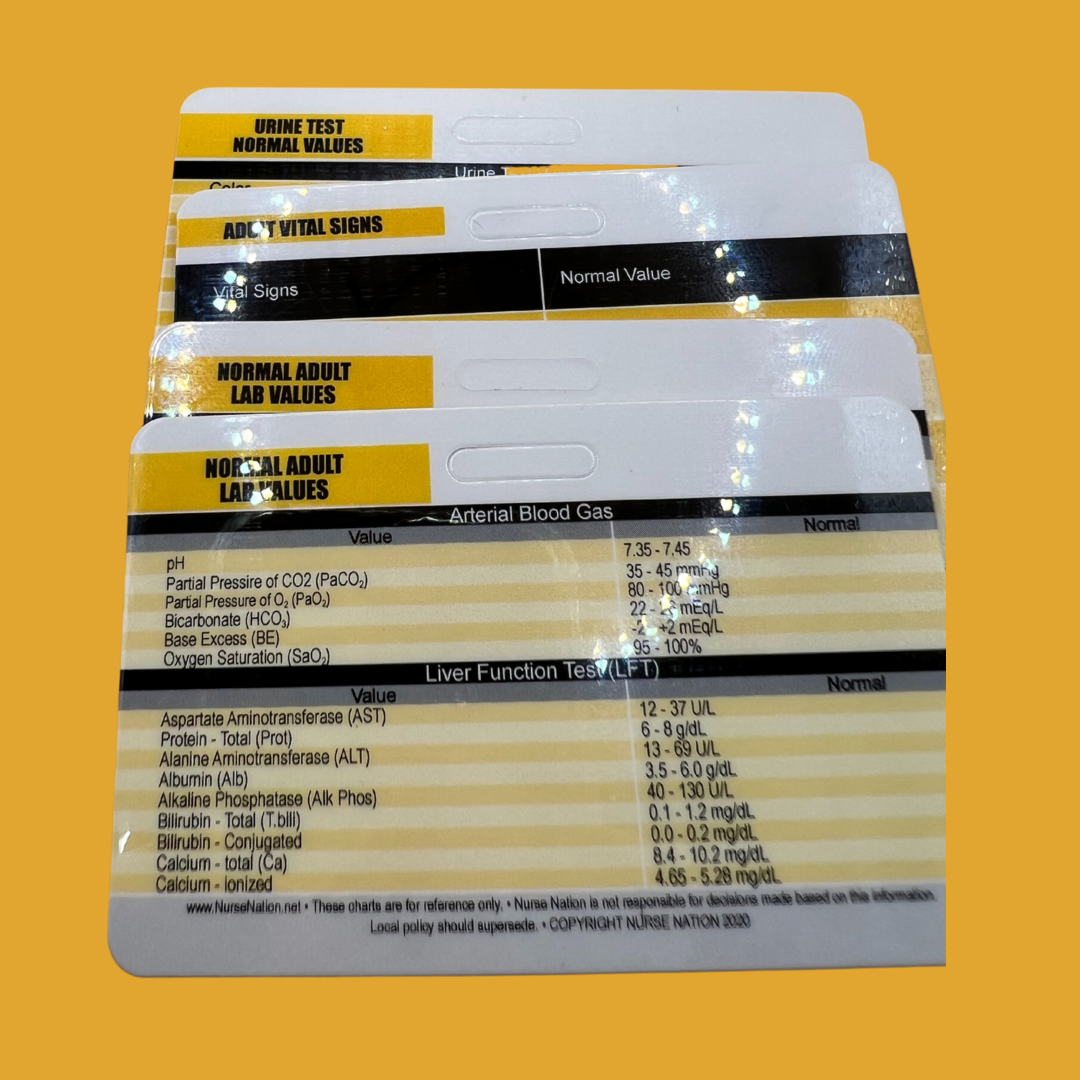 URINE TEST
NORMAL VALUES
Urine
Color
ADULT VITAL SIGNS
Vital Signs Normal Value
NORMAL ADULT
LAB VALUES
NORMAL ADULT
LAB VALUES
Arterial Blood Gas
Value Normal
pH 7.35 - 7.45
Partial Pressire of CO2 (PaCO₂) 35 - 45 mmHg
Partial Pressure of O₂ (PaO₂) 80 - 100 mmHg
Bicarbonate (HCO₃) 22 - 26 mEq/L
Base Excess (BE) -2 +2 mEq/L
Oxygen Saturation (SaO₂) 95 - 100%
Liver Function Test (LFT)
Value Normal
Aspartate Aminotransferase (AST) 12 - 37 U/L
Protein - Total (Prot) 6 - 8 g/dL
Alanine Aminotransferase (ALT) 13 - 69 U/L
Albumin (Alb) 3.5 - 6.0 g/dL
Alkaline Phosphatase (Alk Phos) 40 - 130 U/L
Bilirubin - Total (T.bili) 0.1 - 1.2 mg/dL
Bilirubin - Conjugated 0.0 - 0.2 mg/dL
Calcium - total (Ca) 8.4 - 10.2 mg/dL
Calcium - ionized 4.65 - 5.28 mg/dL
www.NurseNation.net • These charts are for reference only. • Nurse Nation is not responsible for decisions made based on this information.
Local policy should supersede. • COPYRIGHT NURSE NATION 2020